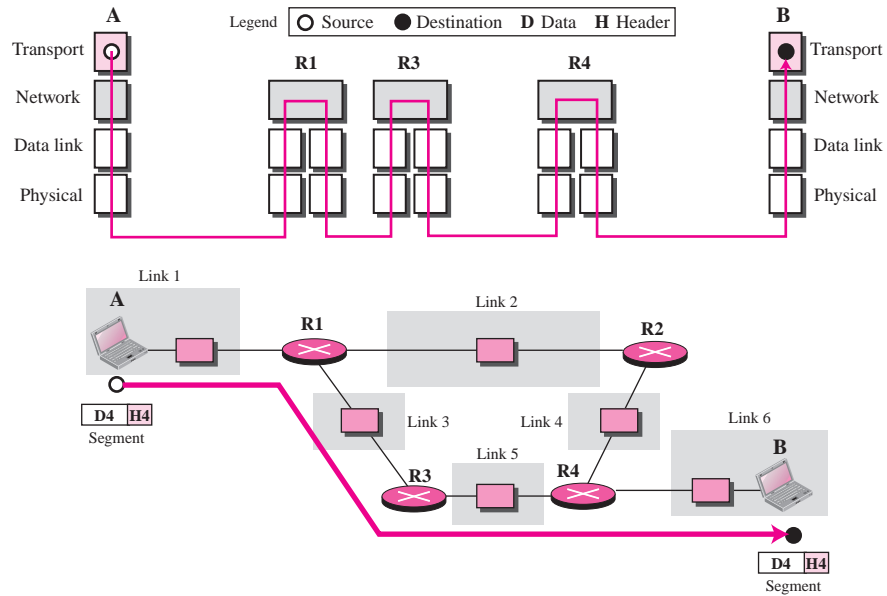 A
Legend
Source
Destination
D Data
H Header
B
Transport
Transport
R1
R3
R4
Network
Network
Data link
Data link
Physical
Physical
Link 1
A
Link 2
R1
R2
D4 H4
Segment
Link 3
Link 4
Link 6
B
Link 5
R3
R4
D4 H4
Segment